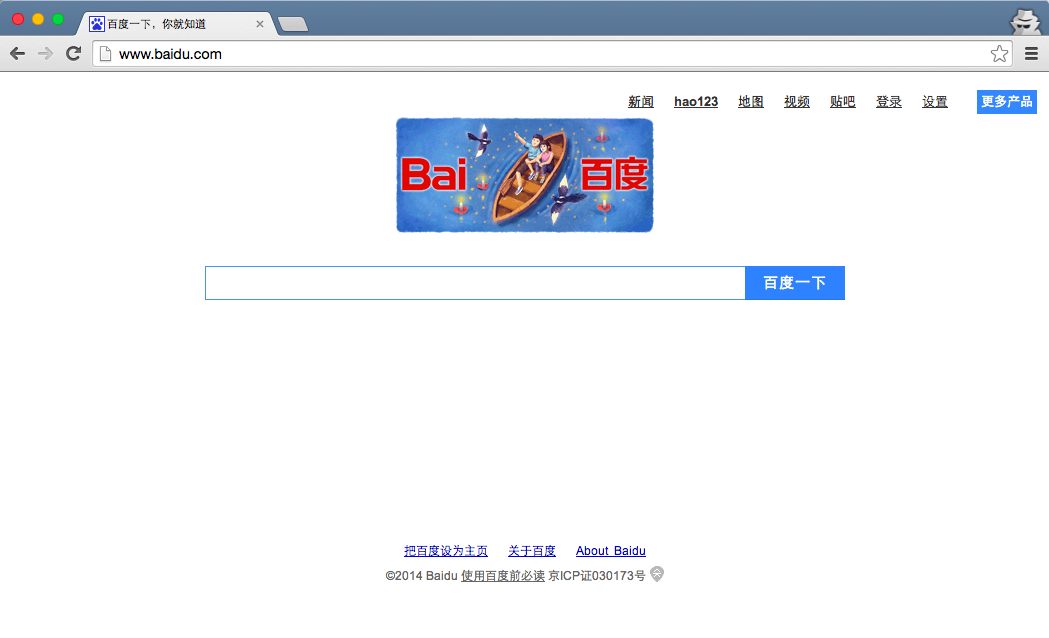 百度一下，你就知道
www.baidu.com
新闻 hao123 地图 视频 贴吧 登录 设置 更多产品
Bai 百度
百度一下
把百度设为主页 关于百度 About Baidu
©2014 Baidu 使用百度前必读 京ICP证030173号